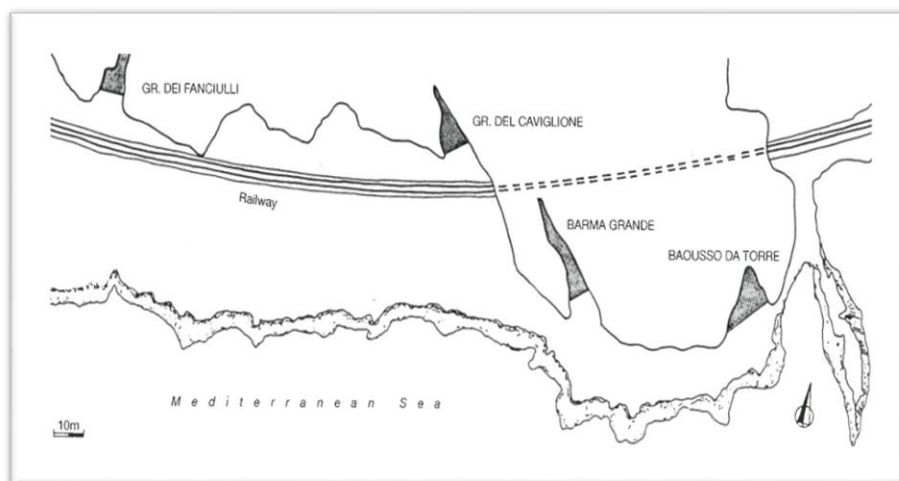 GR. DEI FANCIULLI
GR. DEL CAVIGLIONE
Railway
BARMA GRANDE
BAOUSSO DA TORRE
Mediterranean Sea
10m